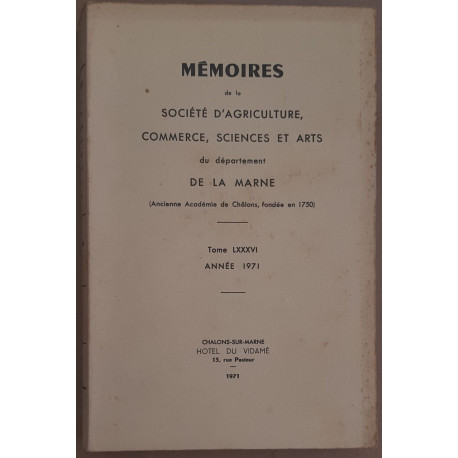 MÉMOIRES
de la
SOCIÉTÉ D'AGRICULTURE,
COMMERCE, SCIENCES ET ARTS
du département
DE LA MARNE
(Ancienne Académie de Châlons, fondée en 1750)
Tome LXXXVI
ANNÉE 1971
CHALONS-SUR-MARNE
HOTEL DU VIDAMÉ
13, rue Pasteur
1971